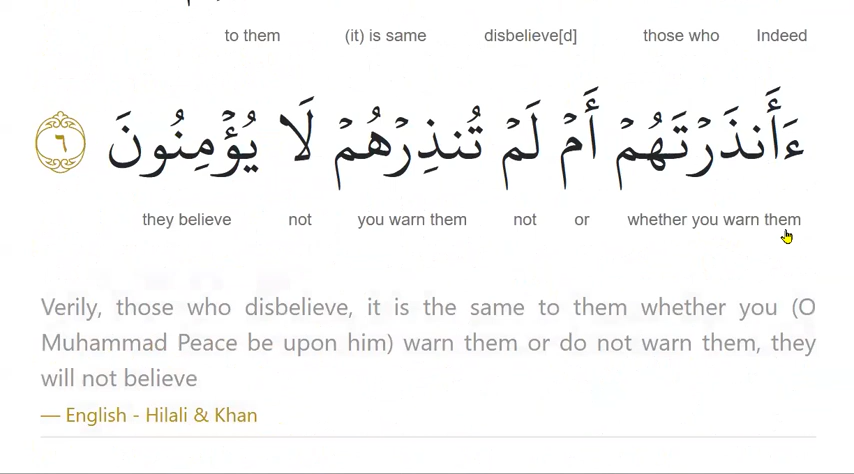 Indeed those who disbelieve[d] (it) is same to them
ءَأَنذَرْتَهُمْ أَمْ لَمْ تُنذِرْهُمْ لَا يُؤْمِنُونَ ٦
whether you warn them or not you warn them not they believe
Verily, those who disbelieve, it is the same to them whether you (O
Muhammad Peace be upon him) warn them or do not warn them, they
will not believe
— English - Hilali & Khan